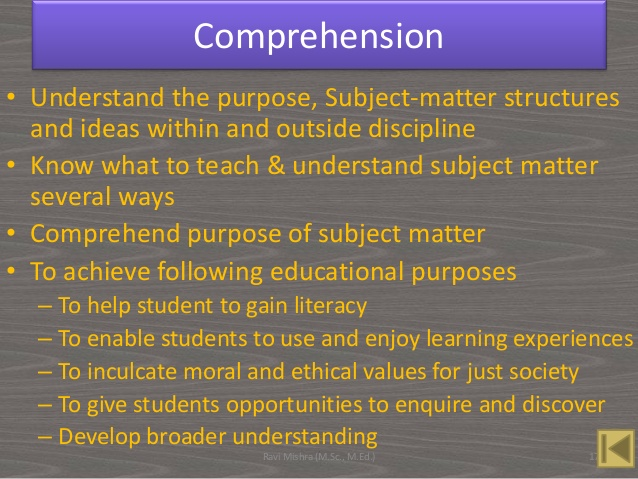 Comprehension
• Understand the purpose, Subject-matter structures
and ideas within and outside discipline
• Know what to teach & understand subject matter
several ways
• Comprehend purpose of subject matter
• To achieve following educational purposes
– To help student to gain literacy
– To enable students to use and enjoy learning experiences
– To inculcate moral and ethical values for just society
– To give students opportunities to enquire and discover
– Develop broader understanding
Ravi Mishra (M.Sc., M.Ed.)